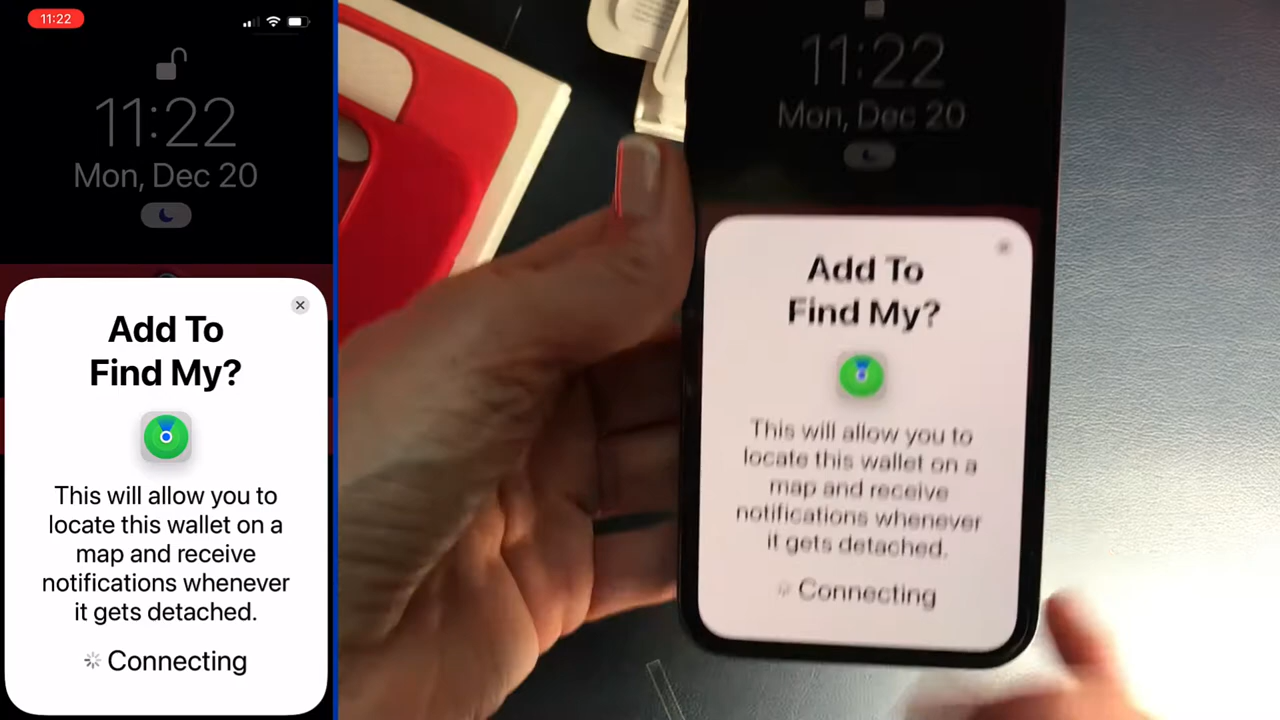 11:22
11:22
Mon, Dec 20
Add To
Find My?
This will allow you to
locate this wallet on a
map and receive
notifications whenever
it gets detached.
Connecting
11:22
Mon, Dec 20
Add To
Find My?
This will allow you to
locate this wallet on a
map and receive
notifications whenever
it gets detached.
Connecting